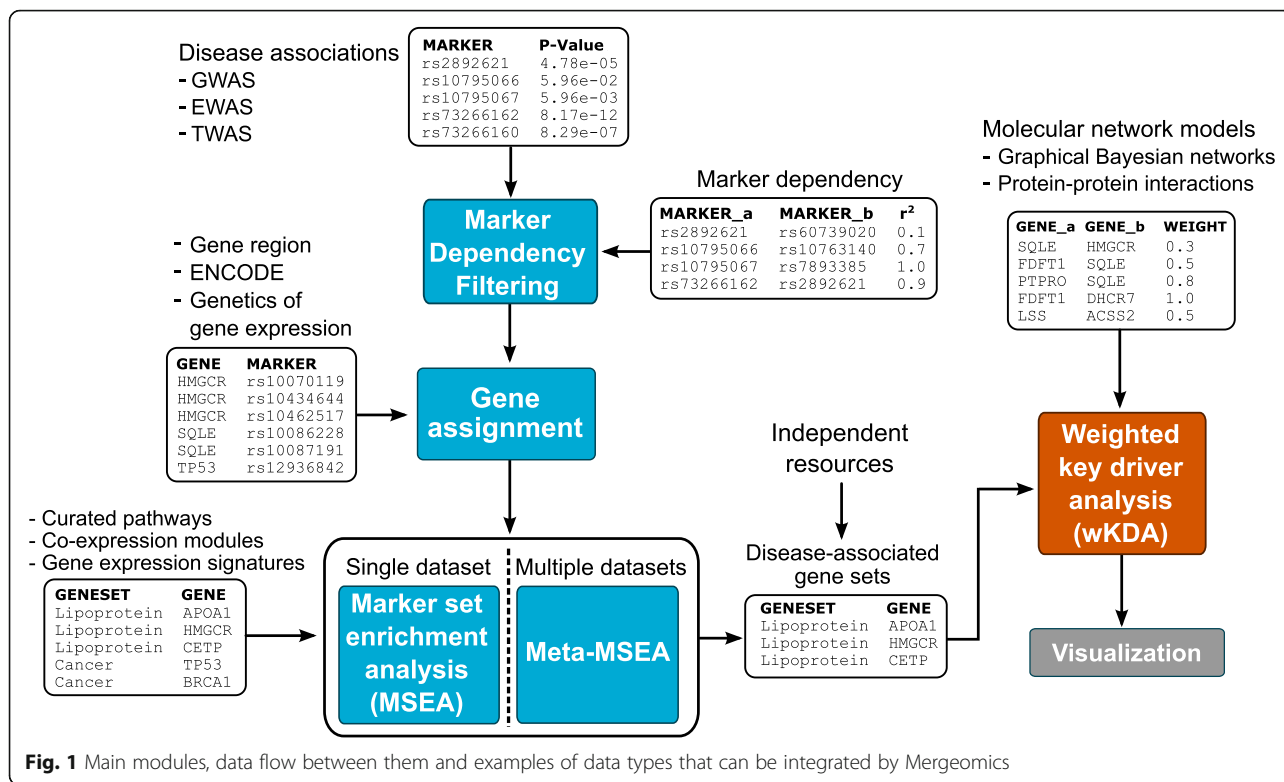 Disease associations
- GWAS
- EWAS
- TWAS
MARKER P-Value
rs2892621 4.78e-05
rs10795066 5.96e-02
rs10795067 5.96e-03
rs73266162 8.17e-12
rs73266160 8.29e-07
Molecular network models
- Graphical Bayesian networks
- Protein-protein interactions
Marker dependency
MARKER_a MARKER_b r²
rs2892621 rs60739020 0.1
rs10795066 rs10763140 0.7
rs10795067 rs7893385 1.0
rs73266162 rs2892621 0.9
Marker
Dependency
Filtering
GENE_a GENE_b WEIGHT
SQLE HMGCR 0.3
FDFT1 SQLE 0.5
PTPRO SQLE 0.8
FDFT1 DHCR7 1.0
LSS ACSS2 0.5
- Gene region
- ENCODE
- Genetics of
gene expression
GENE MARKER
HMGCR rs10070119
HMGCR rs10434644
HMGCR rs10462517
SQLE rs10086228
SQLE rs10087191
TP53 rs12936842
Gene
assignment
Independent
resources
Weighted
key driver
analysis
(wKDA)
- Curated pathways
- Co-expression modules
- Gene expression signatures
GENESET GENE
Lipoprotein APOA1
Lipoprotein HMGCR
Lipoprotein CETP
Cancer TP53
Cancer BRCA1
Single dataset
Marker set
enrichment
analysis
(MSEA)
Multiple datasets
Meta-MSEA
Disease-associated
gene sets
GENESET GENE
Lipoprotein APOA1
Lipoprotein HMGCR
Lipoprotein CETP
Visualization
Fig. 1 Main modules, data flow between them and examples of data types that can be integrated by Mergeomics